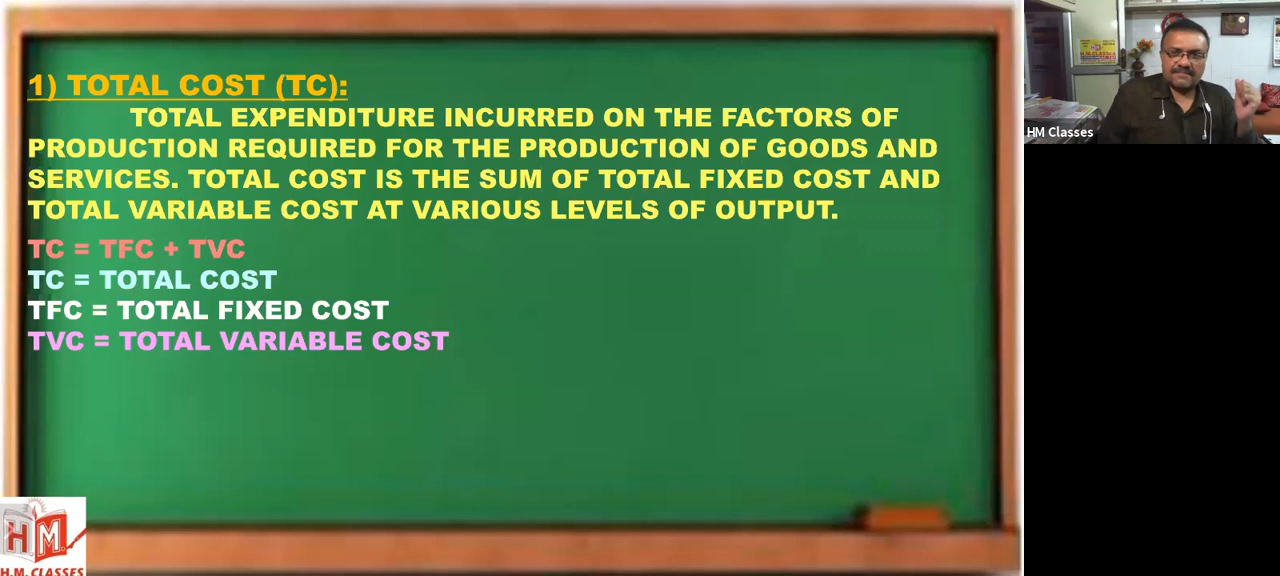 1) TOTAL COST (TC):
TOTAL EXPENDITURE INCURRED ON THE FACTORS OF
PRODUCTION REQUIRED FOR THE PRODUCTION OF GOODS AND
SERVICES. TOTAL COST IS THE SUM OF TOTAL FIXED COST AND
TOTAL VARIABLE COST AT VARIOUS LEVELS OF OUTPUT.
TC = TFC + TVC
TC = TOTAL COST
TFC = TOTAL FIXED COST
TVC = TOTAL VARIABLE COST
H.M.
H.M. CLASSES
HM Classes